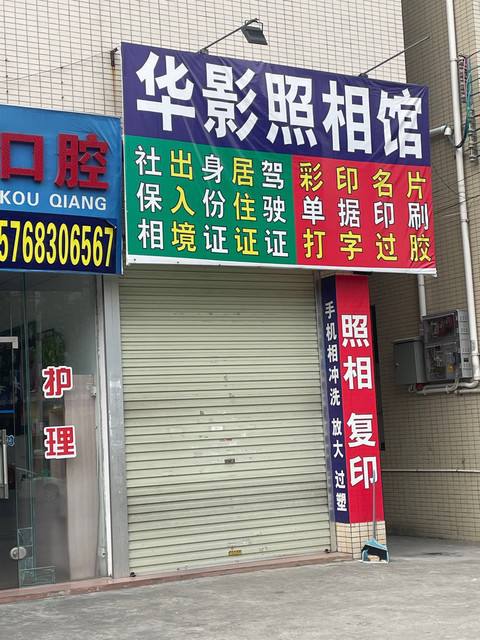 华影照相馆
社保相
出入境
身份证
居住证
驾驶证
彩印名片
单据印刷
打字过胶
口腔
KOU QIANG
5768306567
护理
手机相冲洗 放大 过塑
照相 复印